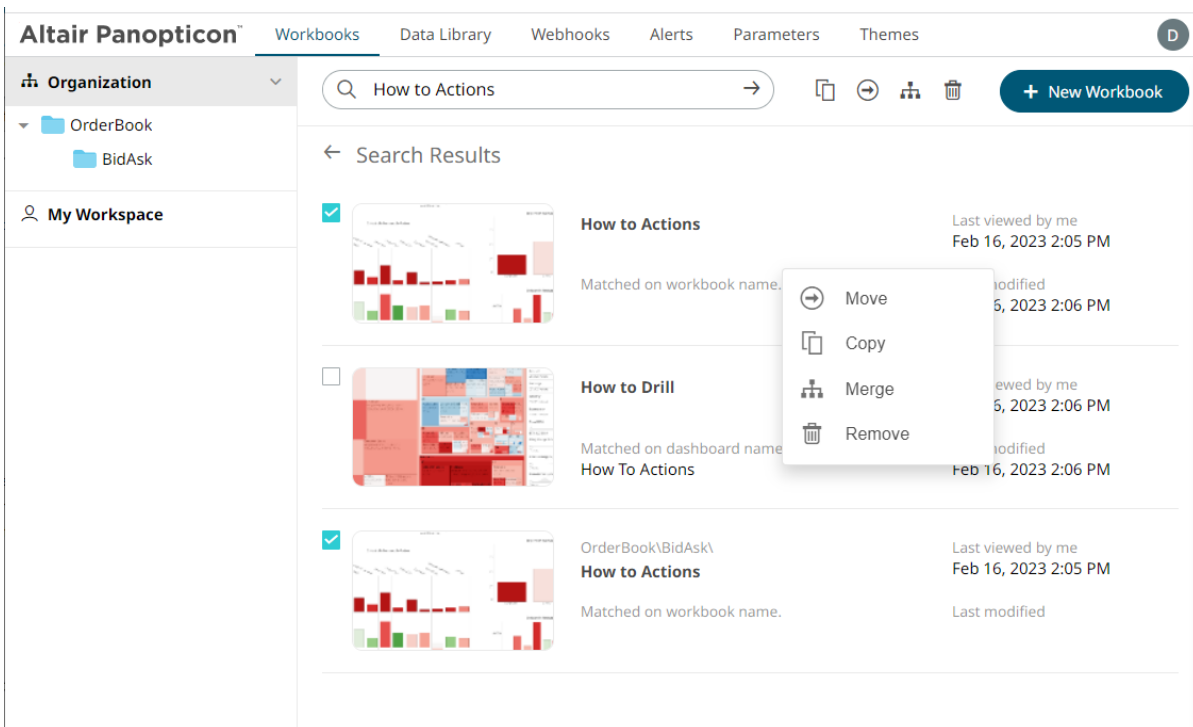 Altair Panopticon™ Workbooks Data Library Webhooks Alerts Parameters Themes D
Organization
OrderBook
BidAsk
My Workspace
How to Actions
+ New Workbook
Search Results
How to Actions
Matched on workbook name.
Last viewed by me
Feb 16, 2023 2:05 PM
odified
6, 2023 2:06 PM
Move
Copy
Merge
Remove
How to Drill
Matched on dashboard name
How To Actions
ewed by me
6, 2023 2:06 PM
odified
Feb 16, 2023 2:06 PM
OrderBook\BidAsk\
How to Actions
Matched on workbook name.
Last viewed by me
Feb 16, 2023 2:05 PM
Last modified